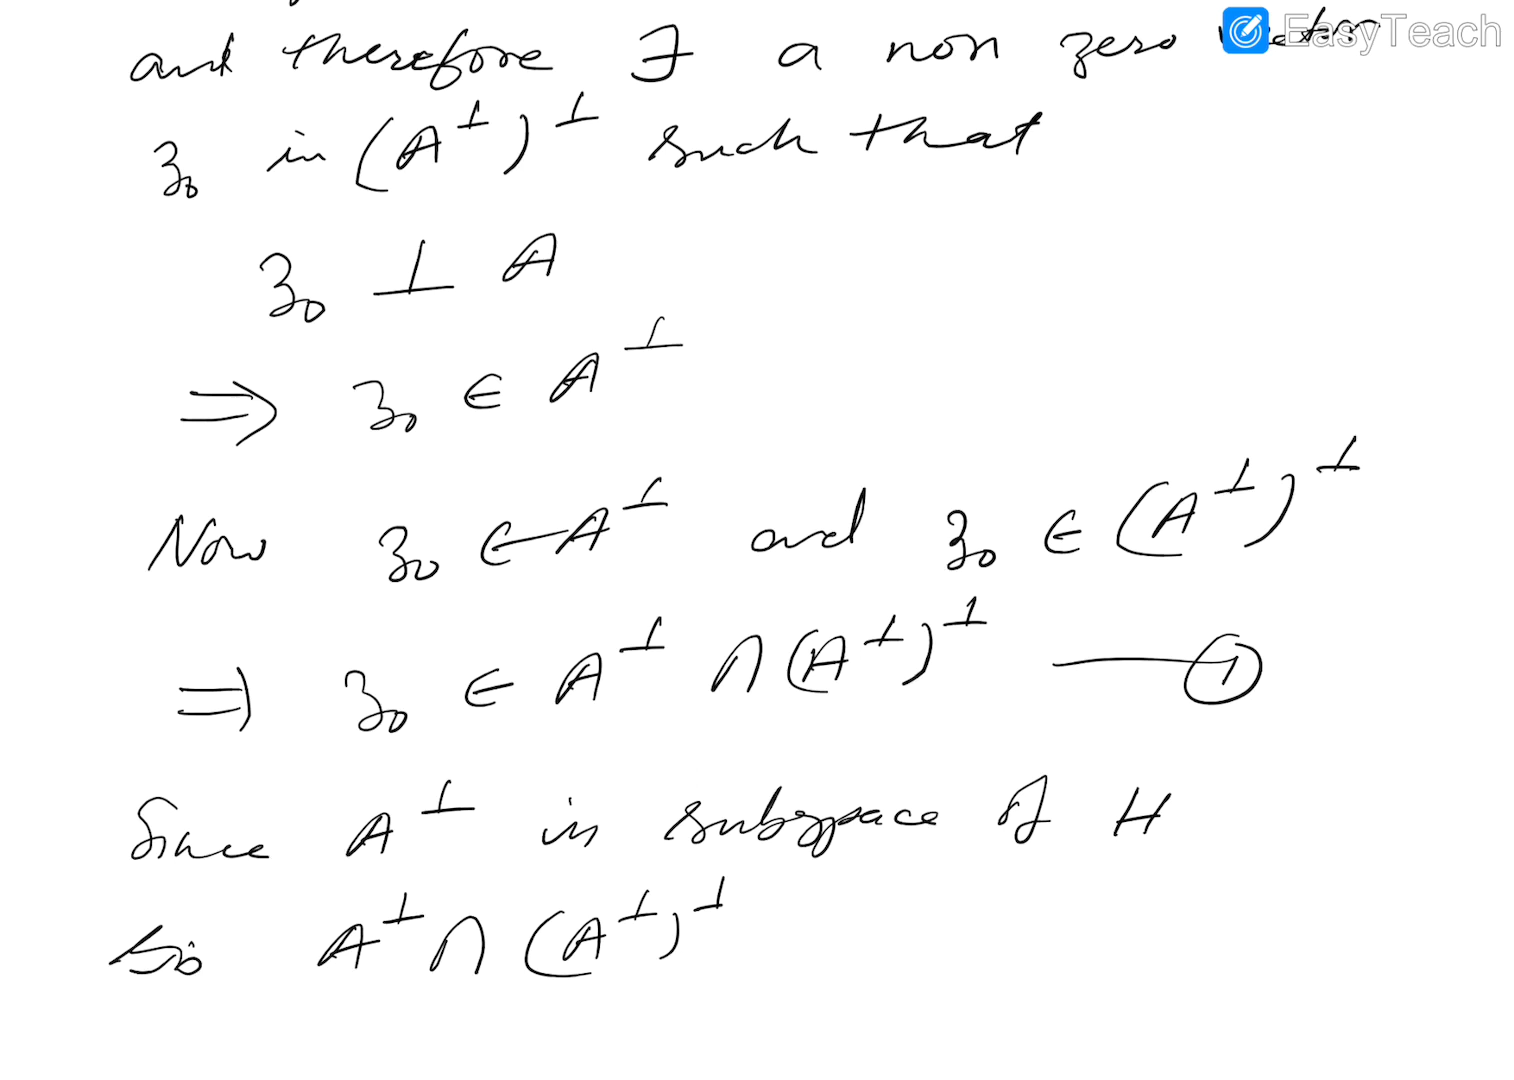 and therefore ∃ a non zero vector
z₀ in (A^⊥)^⊥ such that
z₀ ⊥ A
⇒ z₀ ∈ A^⊥
Now z₀ ∈ A^⊥ and z₀ ∈ (A^⊥)^⊥
⇒ z₀ ∈ A^⊥ ∩ (A^⊥)^⊥ — ①
Since A^⊥ is subspace of H
So A^⊥ ∩ (A^⊥)^⊥
EasyTeach